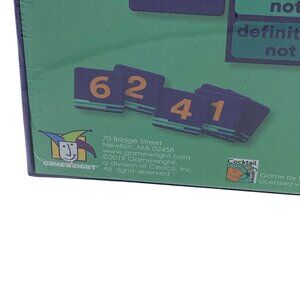 not
definit
not
6 2 4 1
70 Bridge Street
Newton, MA 02458
www.gamewright.com
©2019 Gamewright,
a division of Ceaco, Inc.
All rights reserved
GAMEWRIGHT
Cocktail
Games
Game by
Licensed